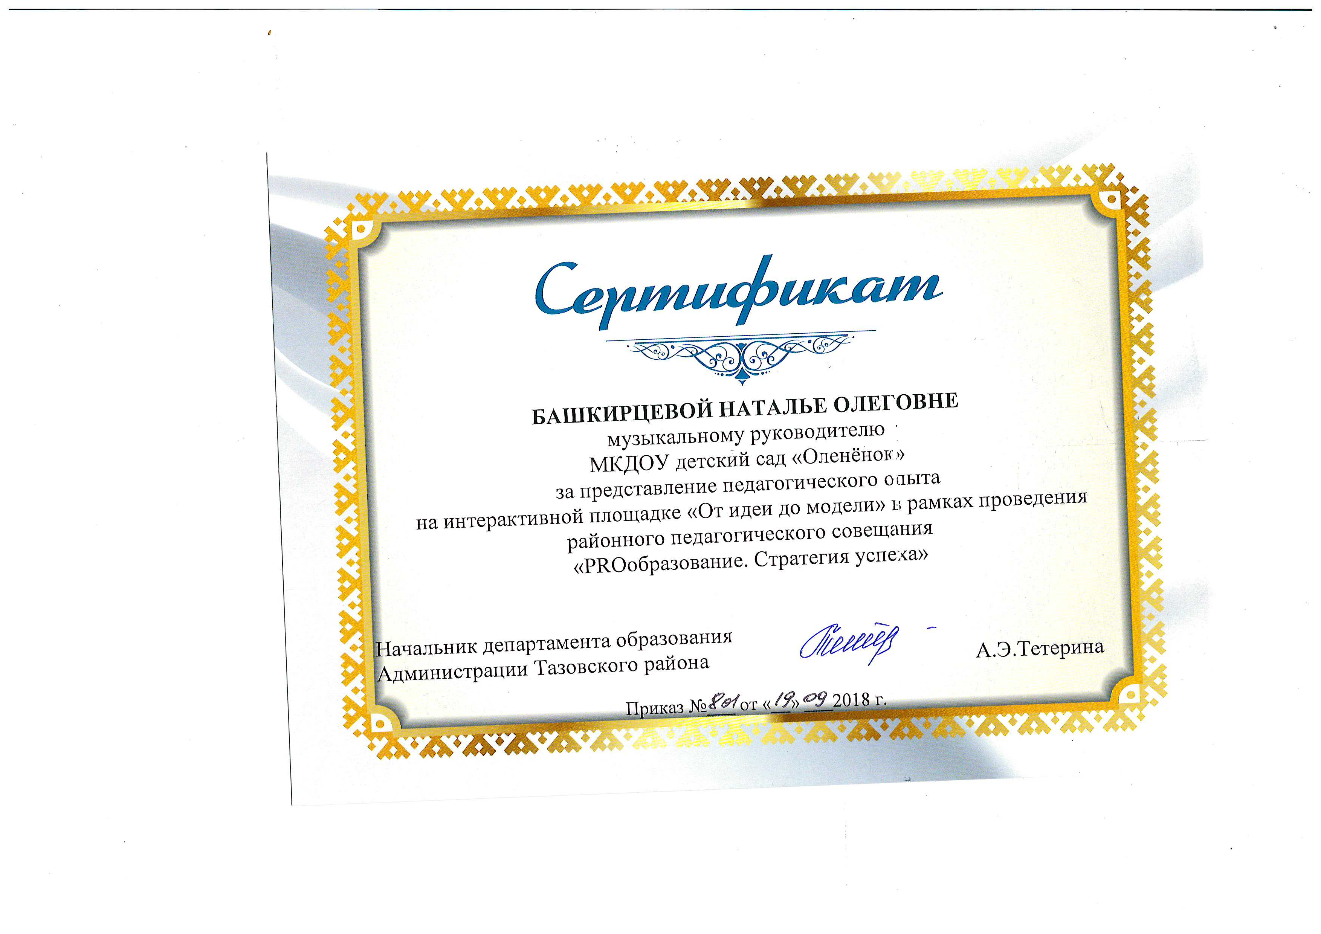 Сертификат
БАШКИРЦЕВОЙ НАТАЛЬЕ ОЛЕГОВНЕ
музыкальному руководителю
МКДОУ детский сад «Оленёнок»
за представление педагогического опыта
на интерактивной площадке «От идеи до модели» в рамках проведения
районного педагогического совещания
«PROобразование. Стратегия успеха»
Начальник департамента образования
Администрации Тазовского района
А.Э.Тетерина
Приказ №801 от «19» 09 2018 г.